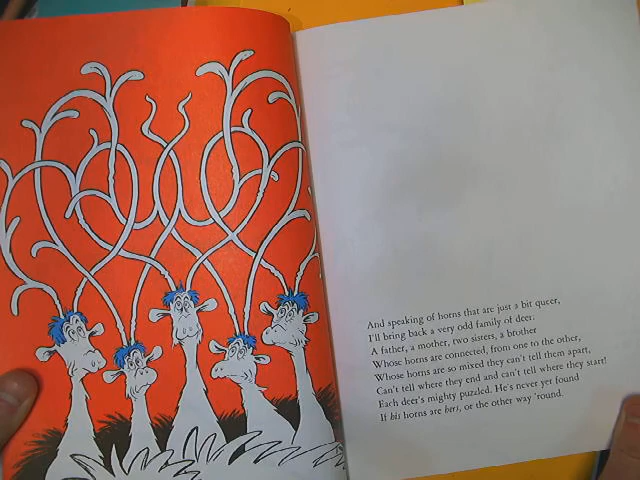 And speaking of horns that are just a bit queer,
I'll bring back a very odd family of deer:
A father, a mother, two sisters, a brother
Whose horns are connected, from one to the other,
Whose horns are so mixed they can't tell them apart,
Can't tell where they end and can't tell where they start!
Each deer's mighty puzzled. He's never yet found
If his horns are hers, or the other way 'round.